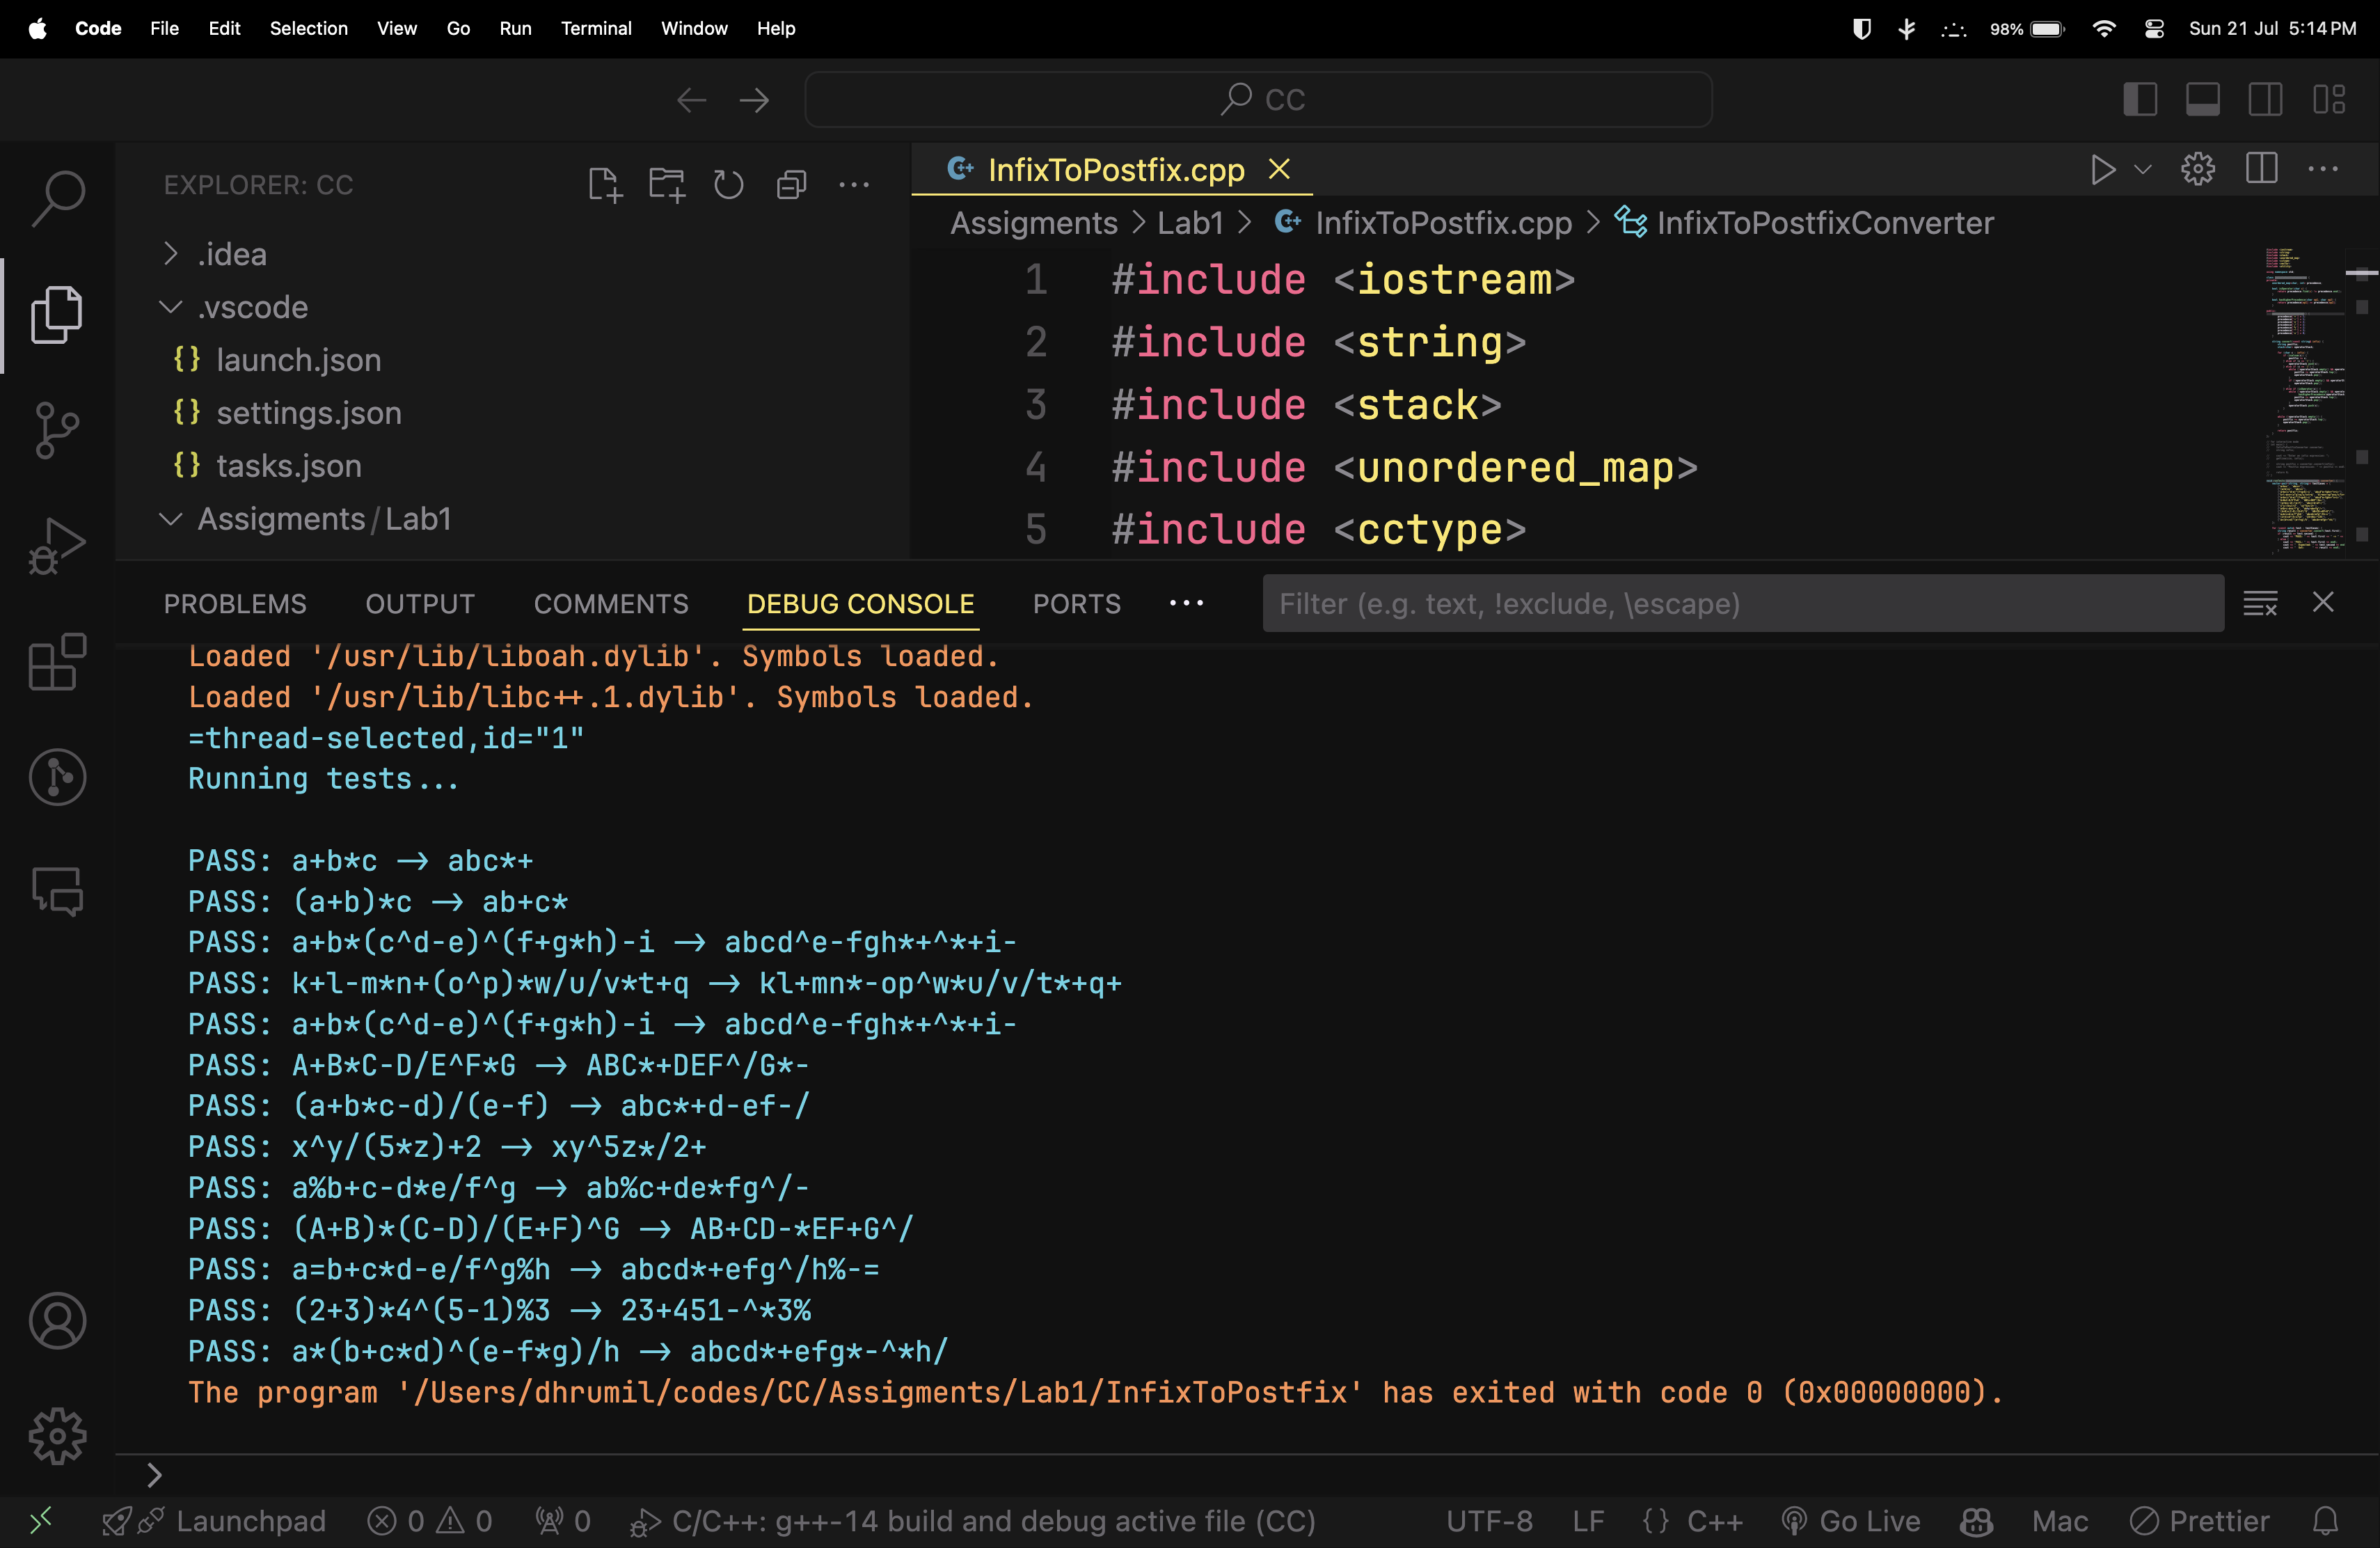 Code File Edit Selection View Go Run Terminal Window Help 98% Sun 21 Jul 5:14 PM
CC
EXPLORER: CC
.idea
.vscode
{} launch.json
{} settings.json
{} tasks.json
Assigments / Lab1
InfixToPostfix.cpp
Assigments > Lab1 > InfixToPostfix.cpp > InfixToPostfixConverter
1 #include <iostream>
2 #include <string>
3 #include <stack>
4 #include <unordered_map>
5 #include <cctype>
PROBLEMS OUTPUT COMMENTS DEBUG CONSOLE PORTS ... Filter (e.g. text, !exclude, \escape)
Loaded '/usr/lib/liboah.dylib'. Symbols loaded.
Loaded '/usr/lib/libc++.1.dylib'. Symbols loaded.
=thread-selected,id="1"
Running tests...
PASS: a+b*c -> abc*+
PASS: (a+b)*c -> ab+c*
PASS: a+b*(c^d-e)^(f+g*h)-i -> abcd^e-fgh*+^*+i-
PASS: k+l-m*n+(o^p)*w/u/v*t+q -> kl+mn*-op^w*u/v/t*+q+
PASS: a+b*(c^d-e)^(f+g*h)-i -> abcd^e-fgh*+^*+i-
PASS: A+B*C-D/E^F*G -> ABC*+DEF^/G*-
PASS: (a+b*c-d)/(e-f) -> abc*+d-ef-/
PASS: x^y/(5*z)+2 -> xy^5z*/2+
PASS: a%b+c-d*e/f^g -> ab%c+de*fg^/-
PASS: (A+B)*(C-D)/(E+F)^G -> AB+CD-*EF+G^/
PASS: a=b+c*d-e/f^g%h -> abcd*+efg^/h%-=
PASS: (2+3)*4^(5-1)%3 -> 23+451-^*3%
PASS: a*(b+c*d)^(e-f*g)/h -> abcd*+efg*-^*h/
The program '/Users/dhrumil/codes/CC/Assigments/Lab1/InfixToPostfix' has exited with code 0 (0x00000000).
>
Launchpad 0 0 0 C/C++: g++-14 build and debug active file (CC) UTF-8 LF {} C++ Go Live Mac Prettier